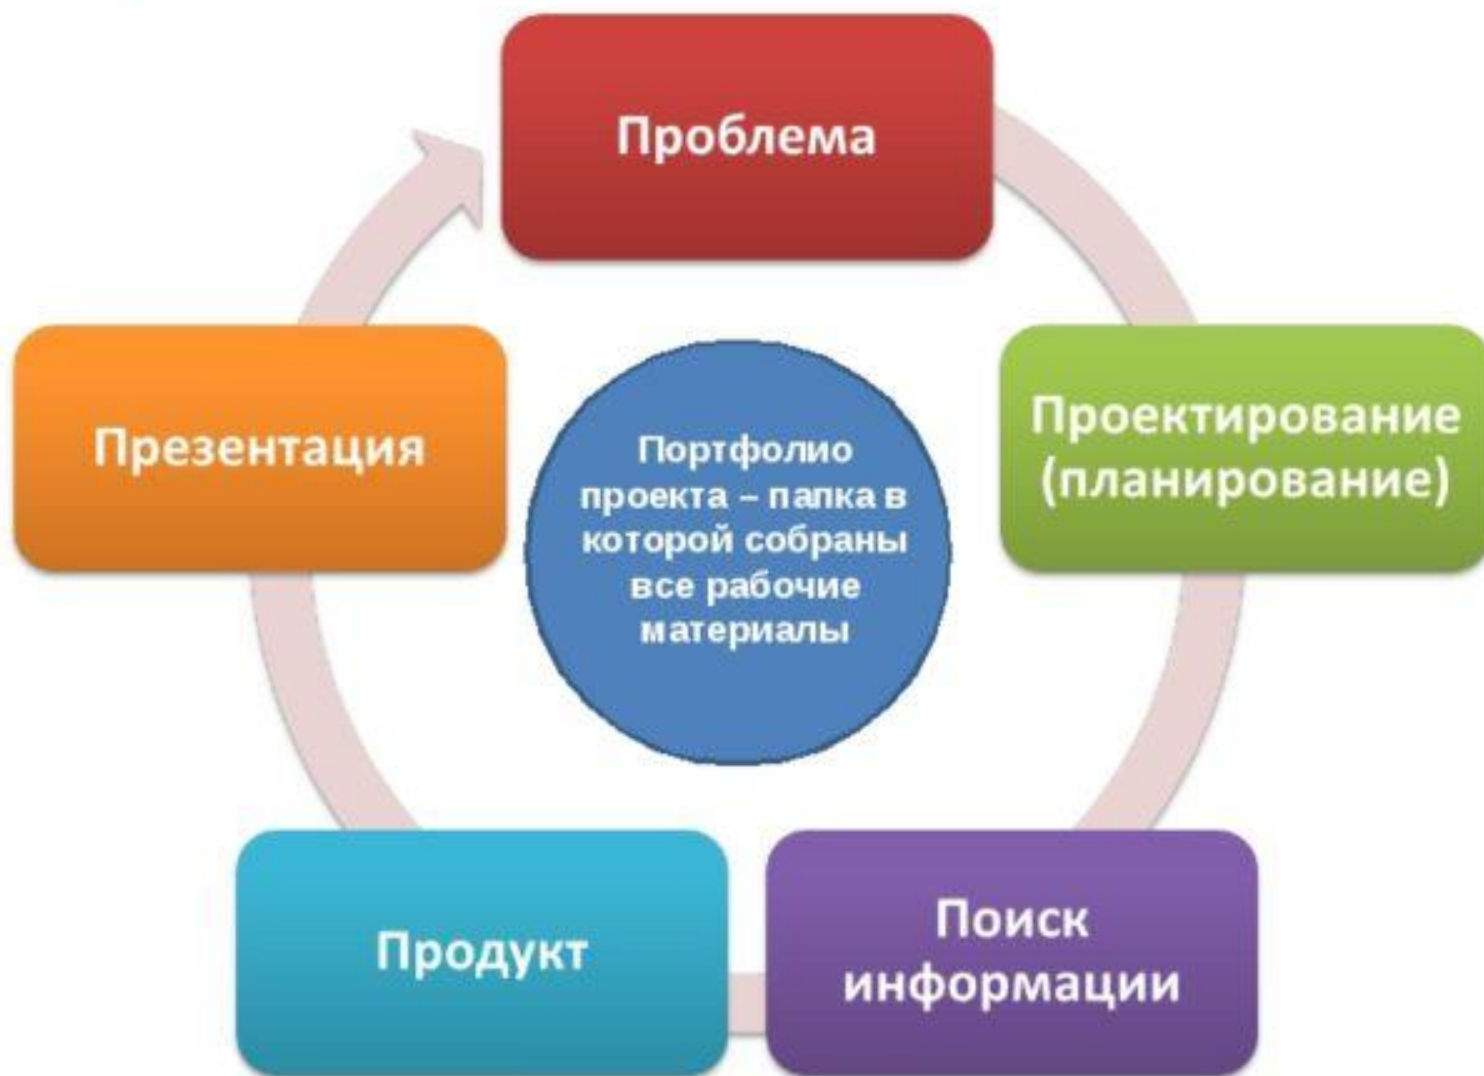 Проблема
Проектирование
(планирование)
Поиск
информации
Продукт
Презентация
Портфолио
проекта – папка в
которой собраны
все рабочие
материалы